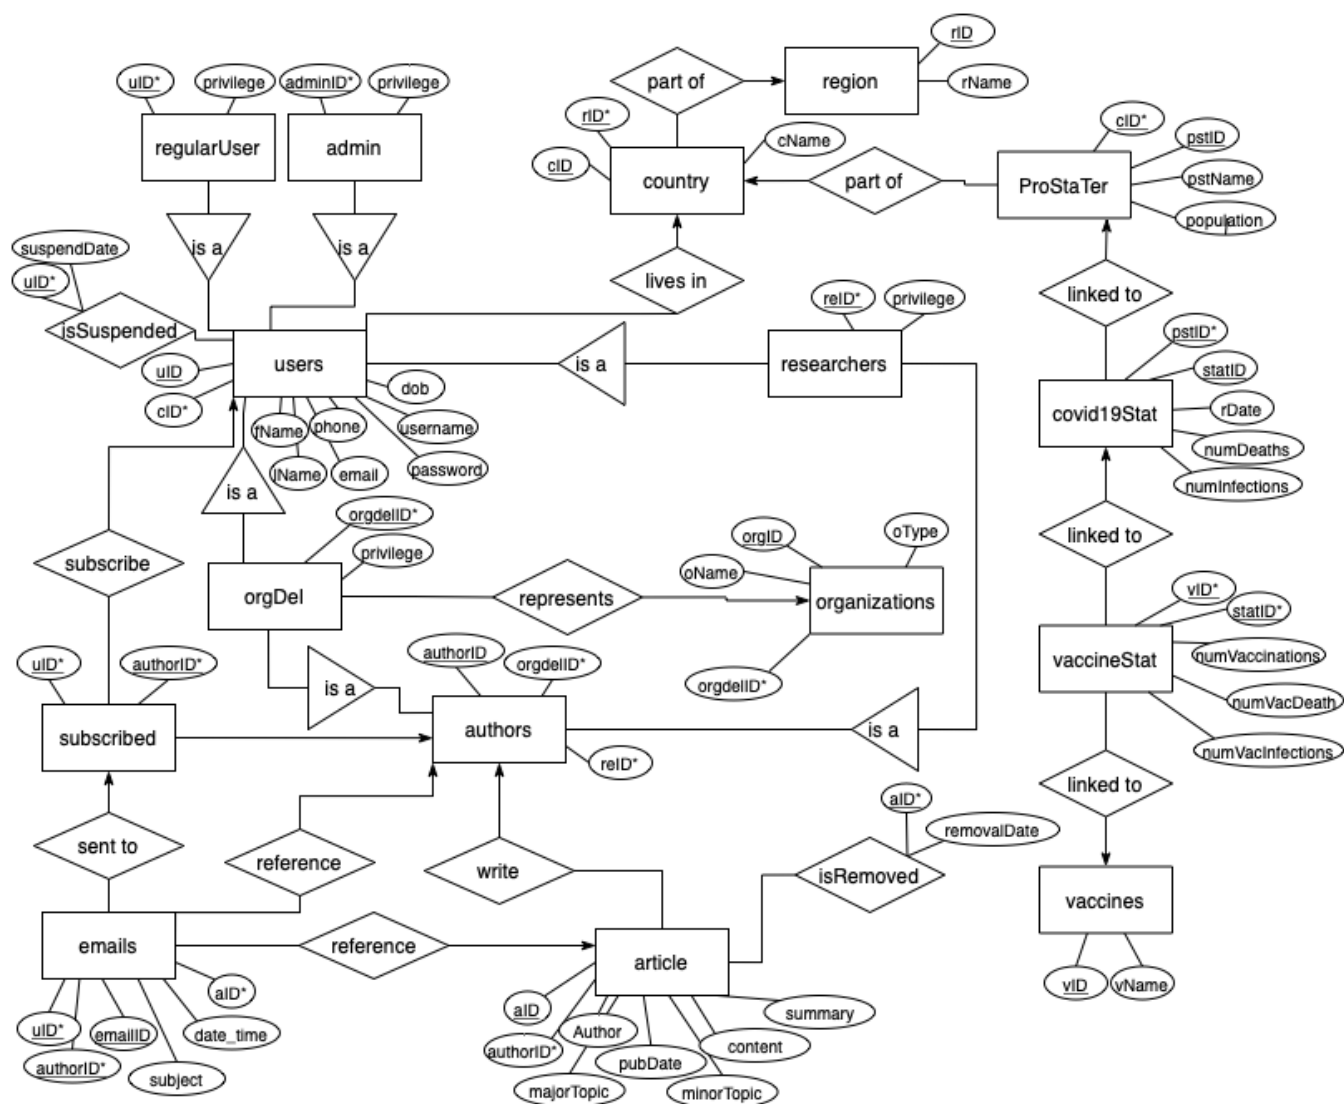 rID
part of
region
rName
uID*
privilege
adminID*
privilege
regularUser
admin
rID*
cName
cID
country
part of
cID*
pstID
pstName
population
ProStaTer
is a
is a
suspendDate
uID*
isSuspended
lives in
linked to
reID*
privilege
researchers
users
is a
uID
cID*
dob
username
password
fName
lName
phone
email
pstID*
statID
rDate
numDeaths
numInfections
covid19Stat
is a
orgdelID*
privilege
subscribe
orgDel
represents
orgID
oType
oName
organizations
orgdelID*
linked to
vID*
statID*
numVaccinations
numVacDeath
numVacInfections
vaccineStat
uID*
authorID*
subscribed
is a
authorID
orgdelID*
authors
reID*
is a
linked to
sent to
reference
write
aID*
removalDate
isRemoved
vaccines
vID
vName
emails
reference
article
aID*
uID*
emailID
date_time
authorID*
subject
aID
Author
authorID*
pubDate
majorTopic
minorTopic
content
summary